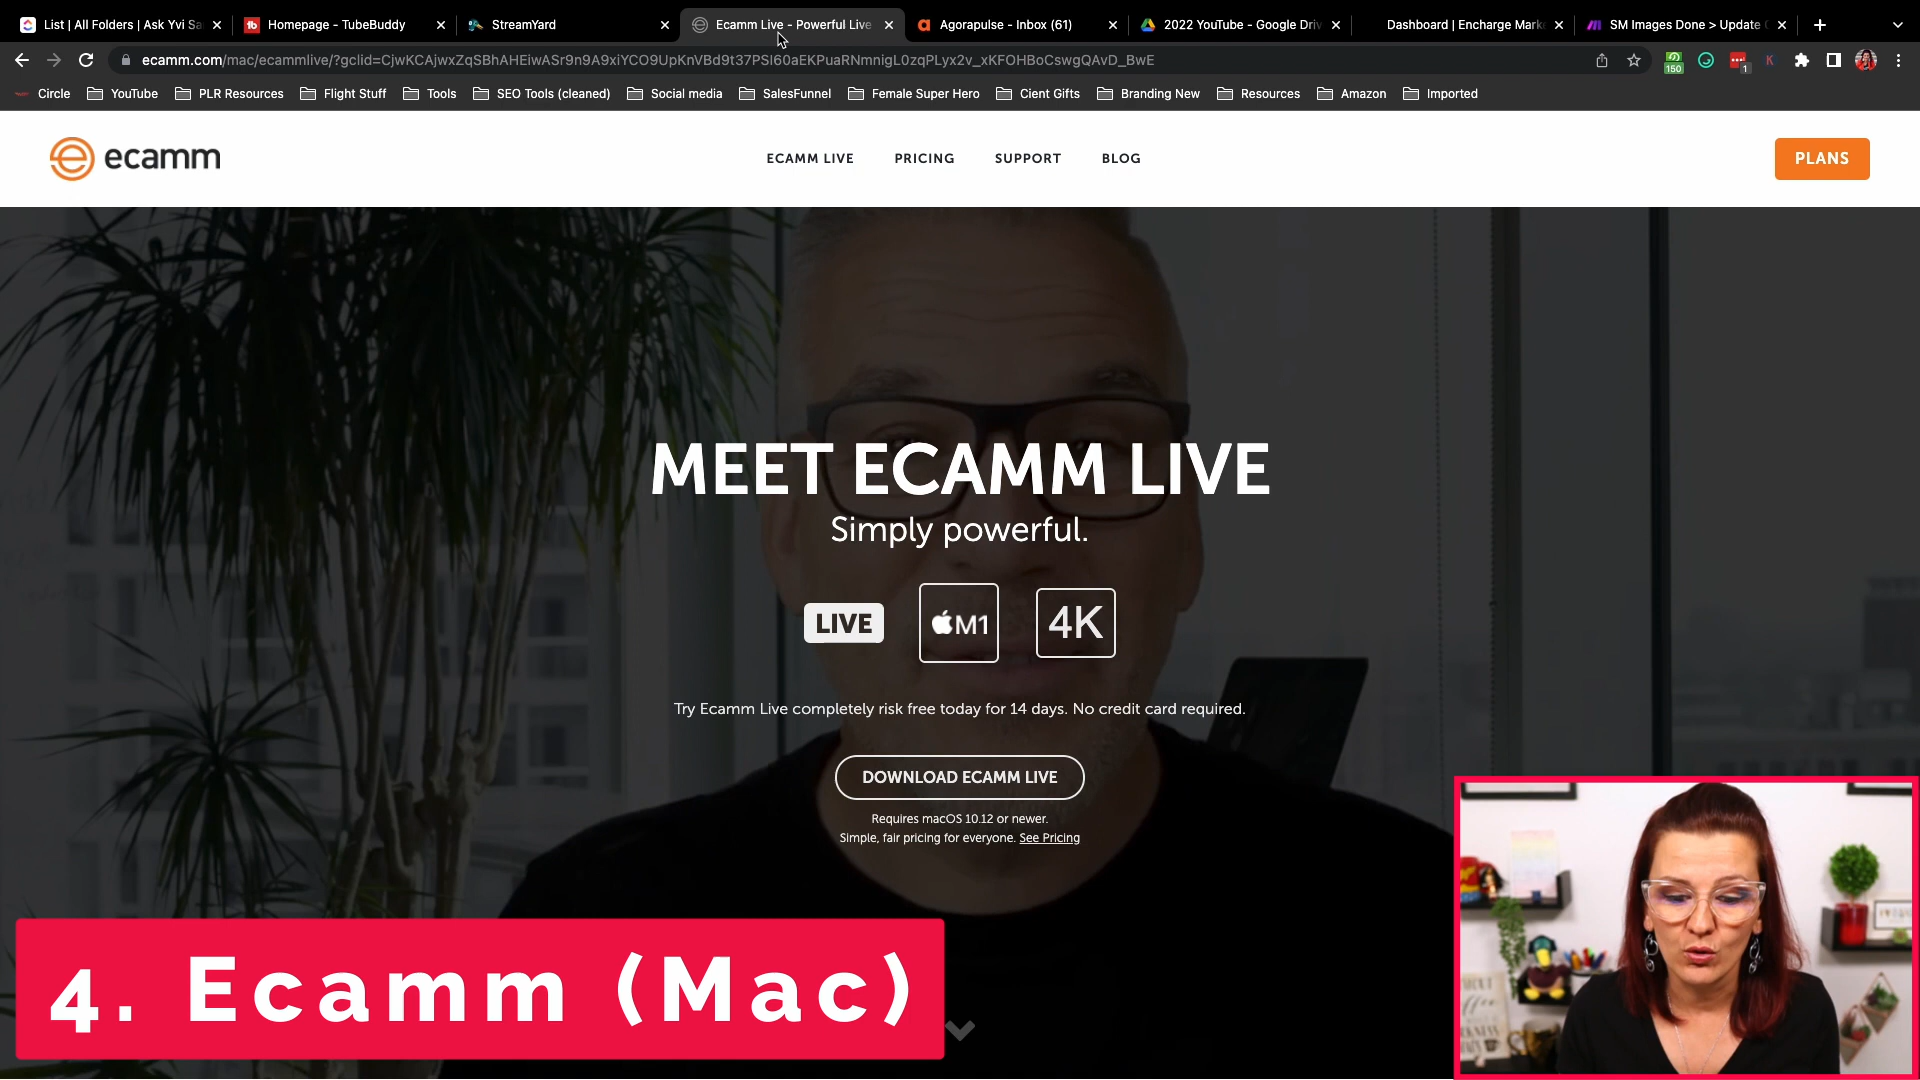 List | All Folders | Ask Yvi Sa
Homepage - TubeBuddy
StreamYard
Ecamm Live - Powerful Live
Agorapulse - Inbox (61)
2022 YouTube - Google Driv
Dashboard | Encharge Mark
SM Images Done > Update
ecamm.com/mac/ecammlive/?gclid=CjwKCAjwxZqSBhAHEiwASr9n9A9xiYCO9UpKnVBd9t37PSl60aEKPuaRNmnigL0zqPLyx2v_xKFOHBoCswgQAvD_BwE
150
1
Circle
YouTube
PLR Resources
Flight Stuff
Tools
SEO Tools (cleaned)
Social media
SalesFunnel
Female Super Hero
Cient Gifts
Branding New
Resources
Amazon
Imported
ecamm
ECAMM LIVE
PRICING
SUPPORT
BLOG
PLANS
MEET ECAMM LIVE
Simply powerful.
LIVE
M1
4K
Try Ecamm Live completely risk free today for 14 days. No credit card required.
DOWNLOAD ECAMM LIVE
Requires macOS 10.12 or newer.
Simple, fair pricing for everyone. See Pricing
4. Ecamm (Mac)